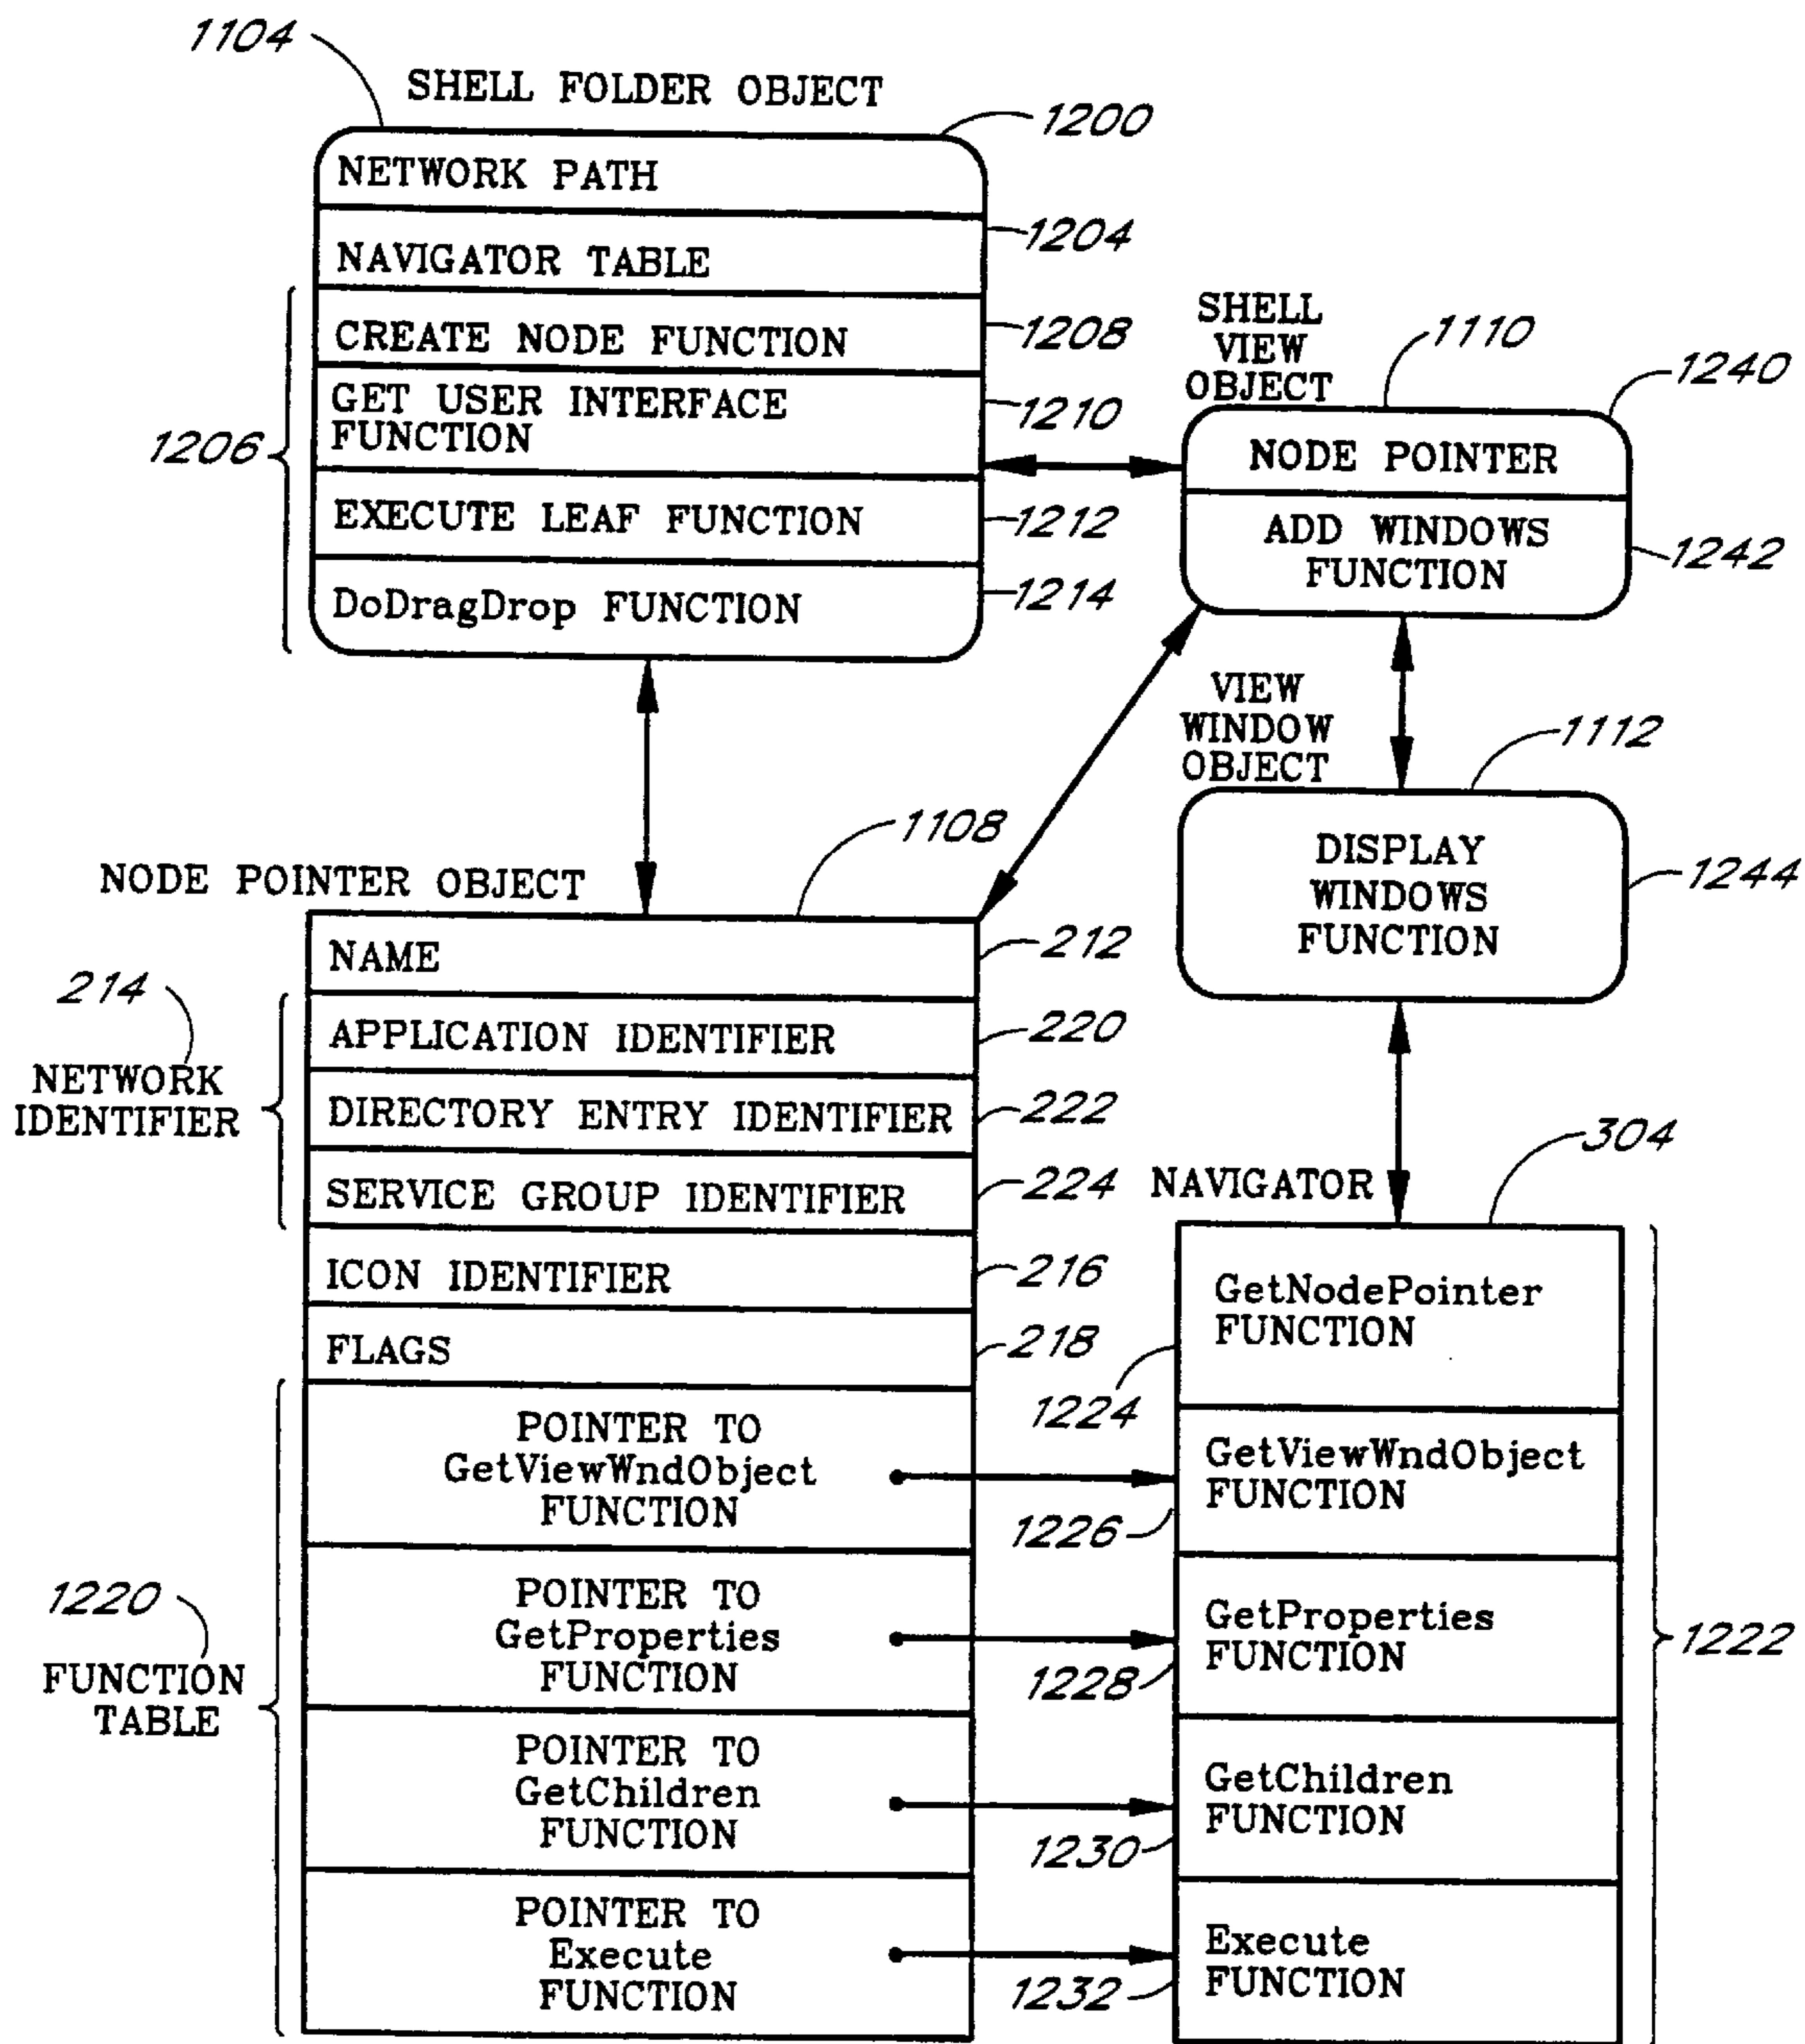 1104
SHELL FOLDER OBJECT
1200
NETWORK PATH
NAVIGATOR TABLE
1204
CREATE NODE FUNCTION
1208
GET USER INTERFACE
FUNCTION
1210
1206
EXECUTE LEAF FUNCTION
1212
DoDragDrop FUNCTION
1214
SHELL
VIEW
OBJECT
1110
1240
NODE POINTER
ADD WINDOWS
FUNCTION
1242
VIEW
WINDOW
OBJECT
1112
DISPLAY
WINDOWS
FUNCTION
1244
NODE POINTER OBJECT
1108
NAME
212
214
NETWORK
IDENTIFIER
APPLICATION IDENTIFIER
220
DIRECTORY ENTRY IDENTIFIER
222
SERVICE GROUP IDENTIFIER
224
ICON IDENTIFIER
216
FLAGS
218
1220
FUNCTION
TABLE
POINTER TO
GetViewWndObject
FUNCTION
POINTER TO
GetProperties
FUNCTION
POINTER TO
GetChildren
FUNCTION
POINTER TO
Execute
FUNCTION
NAVIGATOR
304
GetNodePointer
FUNCTION
1224
GetViewWndObject
FUNCTION
1226
GetProperties
FUNCTION
1228
1222
GetChildren
FUNCTION
1230
Execute
FUNCTION
1232